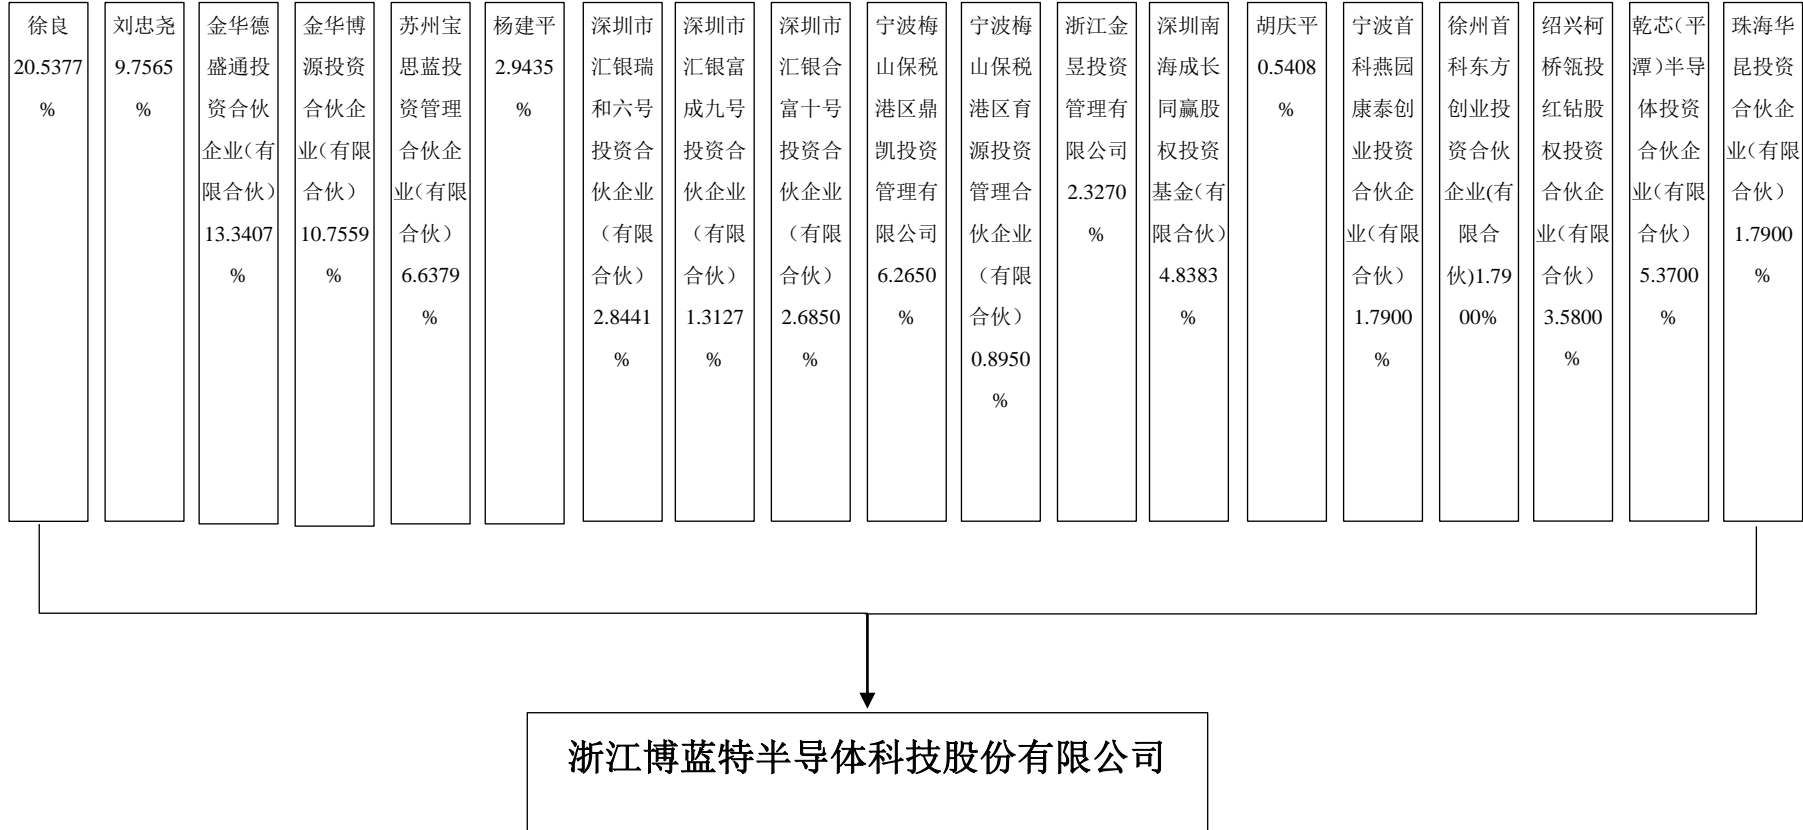 徐良
20.5377
%
刘忠尧
9.7565
%
金华德
盛通投
资合伙
企业（有
限合伙）
13.3407
%
金华博
源投资
合伙企
业（有限
合伙）
10.7559
%
苏州宝
思蓝投
资管理
合伙企
业（有限
合伙）
6.6379
%
杨建平
2.9435
%
深圳市
汇银瑞
和六号
投资合
伙企业
（有限
合伙）
2.8441
%
深圳市
汇银富
成九号
投资合
伙企业
（有限
合伙）
1.3127
%
深圳市
汇银合
富十号
投资合
伙企业
（有限
合伙）
2.6850
%
宁波梅
山保税
港区鼎
凯投资
管理有
限公司
6.2650
%
宁波梅
山保税
港区育
源投资
管理合
伙企业
（有限
合伙）
0.8950
%
浙江金
昱投资
管理有
限公司
2.3270
%
深圳南
海成长
同赢股
权投资
基金（有
限合伙）
4.8383
%
胡庆平
0.5408
%
宁波首
科燕园
康泰创
业投资
合伙企
业（有限
合伙）
1.7900
%
徐州首
科东方
创业投
资合伙
企业(有
限合
伙)1.79
00%
绍兴柯
桥瓴投
红钻股
权投资
合伙企
业（有限
合伙）
3.5800
%
乾芯（平
潭）半导
体投资
合伙企
业（有限
合伙）
5.3700
%
珠海华
昆投资
合伙企
业（有限
合伙）
1.7900
%
浙江博蓝特半导体科技股份有限公司